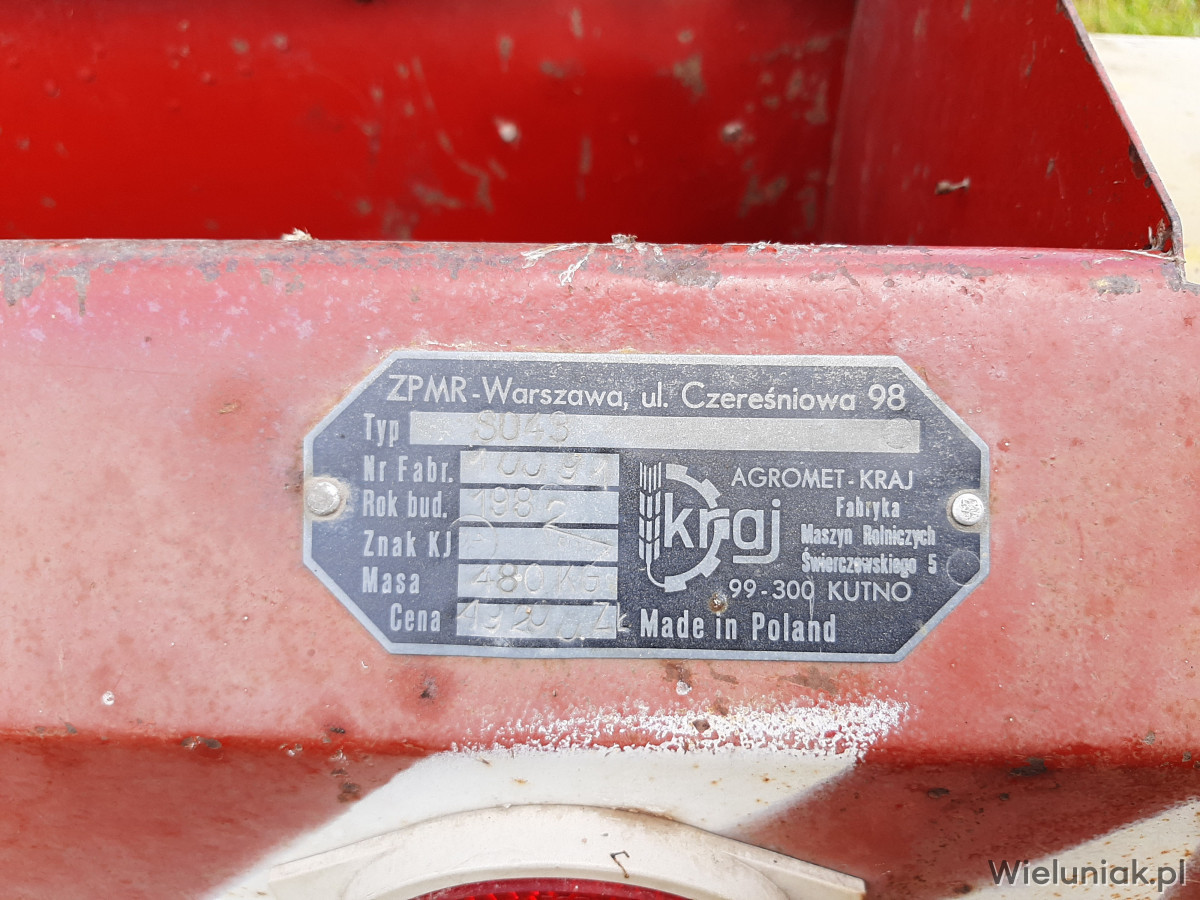 ZPMR-Warszawa, ul. Czereśniowa 98
Typ S043
Nr Fabr.
Rok bud. 1982
Znak KJ
Masa 480 KG
Cena ZŁ
kraj
AGROMET-KRAJ
Fabryka
Maszyn Rolniczych
Świerczewskiego 5
99-300 KUTNO
Made in Poland
Wieluniak.pl